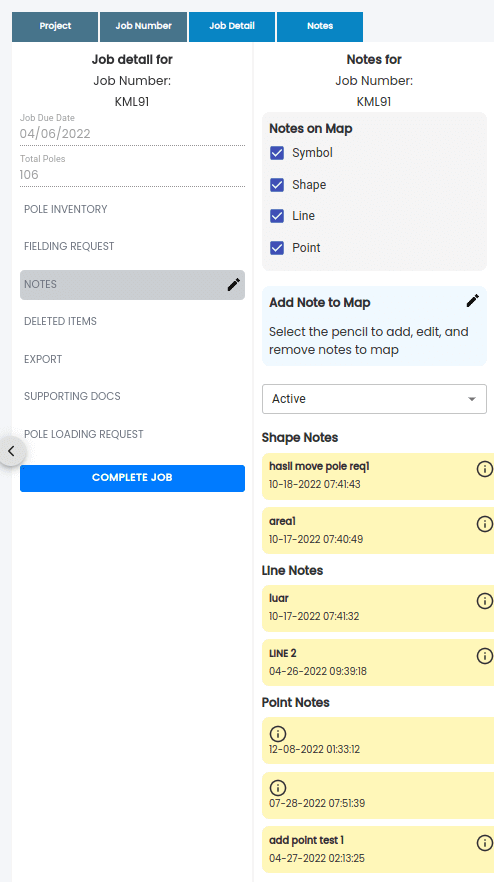 Project
Job Number
Job Detail
Notes
Job detail for
Job Number:
KML91
Job Due Date
04/06/2022
Total Poles
106
POLE INVENTORY
FIELDING REQUEST
NOTES
DELETED ITEMS
EXPORT
SUPPORTING DOCS
POLE LOADING REQUEST
COMPLETE JOB
Notes for
Job Number:
KML91
Notes on Map
Symbol
Shape
Line
Point
Add Note to Map
Select the pencil to add, edit, and
remove notes to map
Active
Shape Notes
hasil move pole req1
10-18-2022 07:41:43
area1
10-17-2022 07:40:49
Line Notes
luar
10-17-2022 07:41:32
LINE 2
04-26-2022 09:39:18
Point Notes
12-08-2022 01:33:12
07-28-2022 07:51:39
add point test 1
04-27-2022 02:13:25